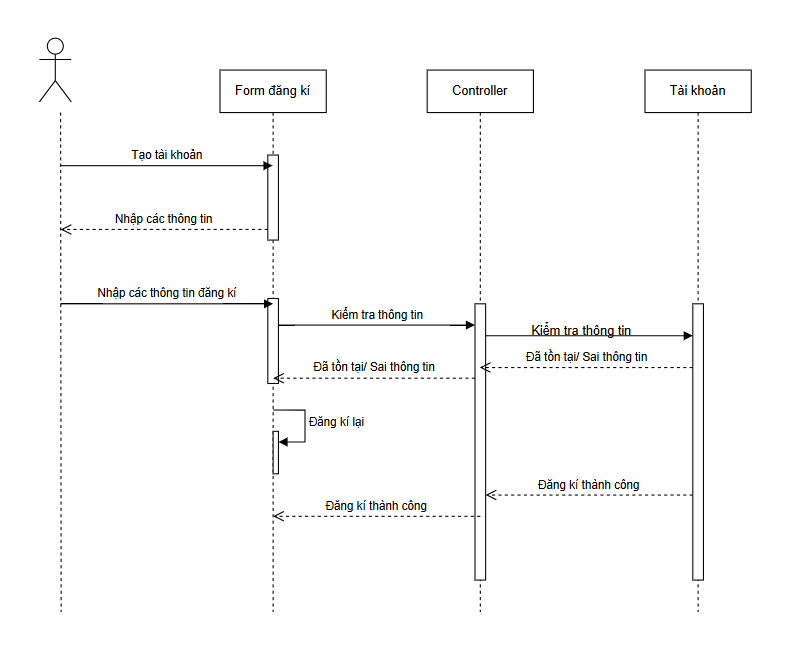 Form đăng kí
Controller
Tài khoản
Tạo tài khoản
Nhập các thông tin
Nhập các thông tin đăng kí
Kiểm tra thông tin
Kiểm tra thông tin
Đã tồn tại/ Sai thông tin
Đã tồn tại/ Sai thông tin
Đăng kí lại
Đăng kí thành công
Đăng kí thành công